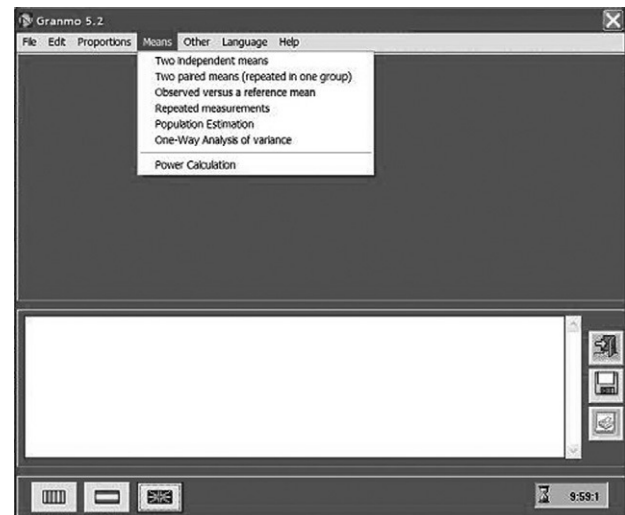 Granmo 5.2
File Edit Proportions Means Other Language Help
Two independent means
Two paired means (repeated in one group)
Observed versus a reference mean
Repeated measurements
Population Estimation
One-Way Analysis of variance
Power Calculation
9:59:1